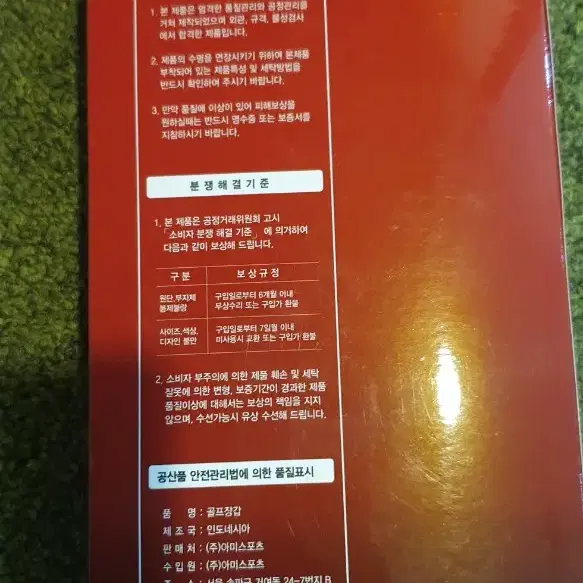 1. 본 제품은 엄격한 품질관리와 공정관리를
거쳐 제작되었으며 외관, 규격, 물성검사
에서 합격한 제품입니다.
2. 제품의 수명을 연장시키기 위하여 본제품
부착되어 있는 제품특성 및 세탁방법을
반드시 확인하여 주시기 바랍니다.
3. 만약 품질에 이상이 있어 피해보상을
원하실때는 반드시 영수증 또는 보증서를
지참하시기 바랍니다.
분쟁해결기준
1. 본 제품은 공정거래위원회 고시
「소비자 분쟁 해결 기준」에 의거하여
다음과 같이 보상해 드립니다.
구분 보상규정
원단,부자재 구입일로부터 6개월 이내
봉제불량 무상수리 또는 구입가 환불
사이즈,색상, 구입일로부터 7일월 이내
디자인 불만 미사용시 교환 또는 구입가 환불
2. 소비자 부주의에 의한 제품 훼손 및 세탁
잘못에 의한 변형, 보증기간이 경과한 제품
품질이상에 대해서는 보상의 책임을 지지
않으며, 수선가능시 유상 수선해 드립니다.
공산품 안전관리법에 의한 품질표시
품 명 : 골프장갑
제 조 국 : 인도네시아
판 매 처 : (주)아미스포츠
수 입 원 : (주)아미스포츠
주 소 : 서울 송파구 거여동 24-7번지 B